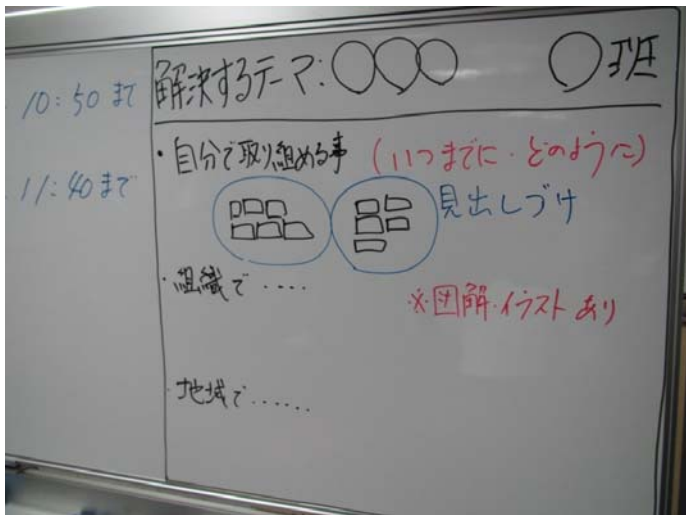 10:50まで
11:40まで
解決するテーマ:○○○ ○班
・自分で取り組める事 (いつまでに・どのように)
見出しづけ
・組織で....
※図解・イラストあり
・地域で......